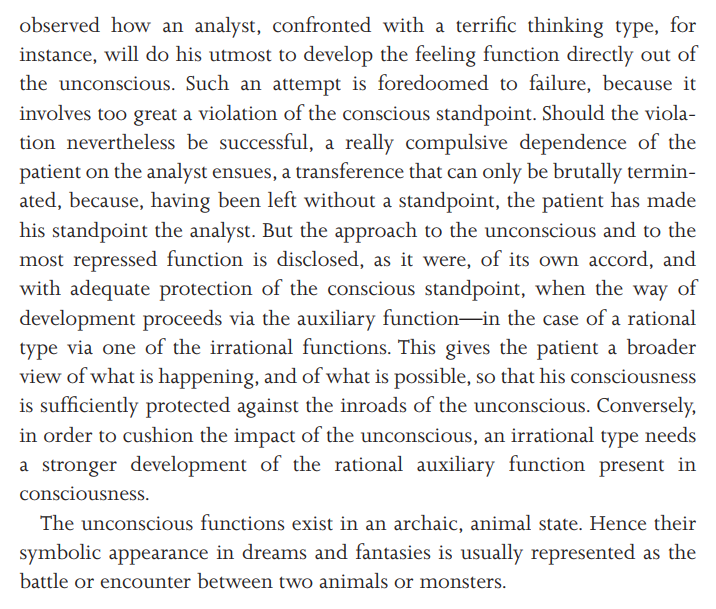 observed how an analyst, confronted with a terrific thinking type, for
instance, will do his utmost to develop the feeling function directly out of
the unconscious. Such an attempt is foredoomed to failure, because it
involves too great a violation of the conscious standpoint. Should the viola-
tion nevertheless be successful, a really compulsive dependence of the
patient on the analyst ensues, a transference that can only be brutally termin-
ated, because, having been left without a standpoint, the patient has made
his standpoint the analyst. But the approach to the unconscious and to the
most repressed function is disclosed, as it were, of its own accord, and
with adequate protection of the conscious standpoint, when the way of
development proceeds via the auxiliary function—in the case of a rational
type via one of the irrational functions. This gives the patient a broader
view of what is happening, and of what is possible, so that his consciousness
is sufficiently protected against the inroads of the unconscious. Conversely,
in order to cushion the impact of the unconscious, an irrational type needs
a stronger development of the rational auxiliary function present in
consciousness.
The unconscious functions exist in an archaic, animal state. Hence their
symbolic appearance in dreams and fantasies is usually represented as the
battle or encounter between two animals or monsters.